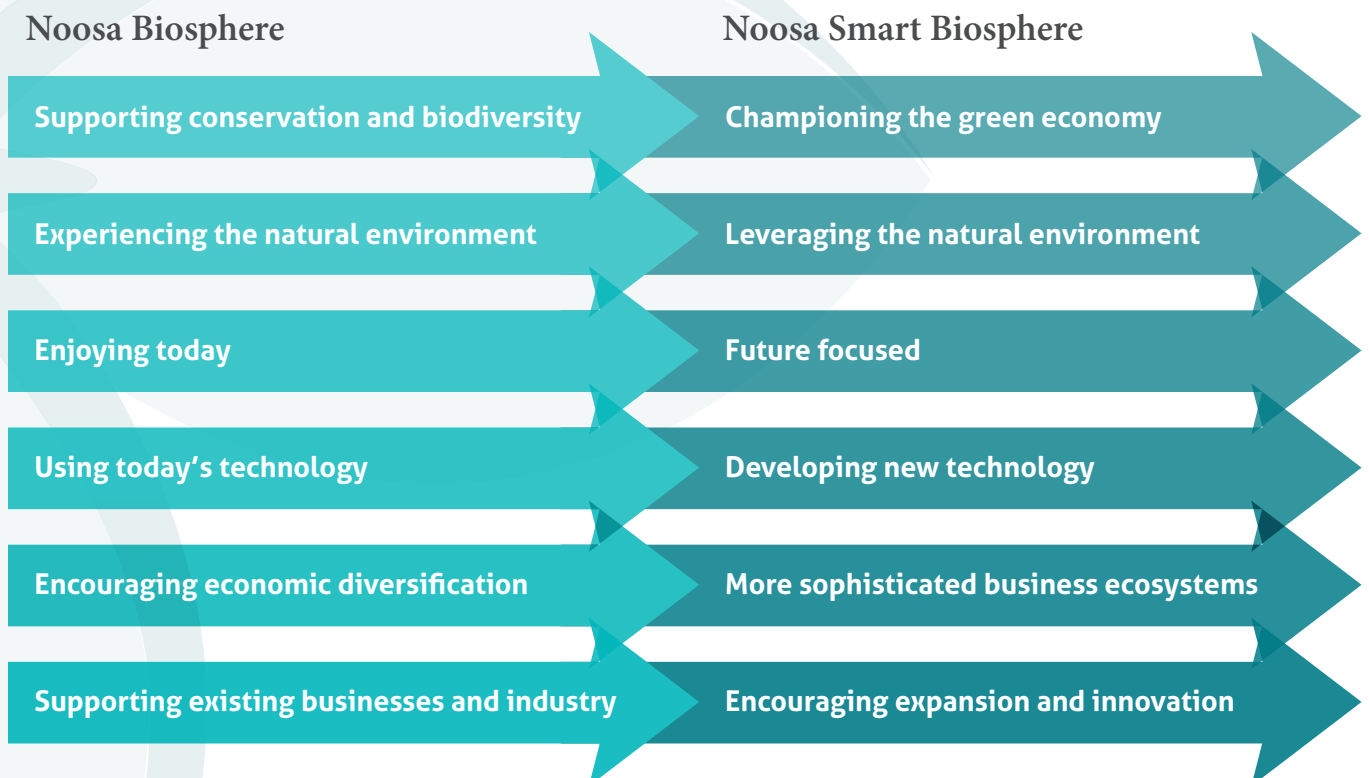 Noosa Biosphere
Noosa Smart Biosphere
Supporting conservation and biodiversity
Championing the green economy
Experiencing the natural environment
Leveraging the natural environment
Enjoying today
Future focused
Using today’s technology
Developing new technology
Encouraging economic diversification
More sophisticated business ecosystems
Supporting existing businesses and industry
Encouraging expansion and innovation